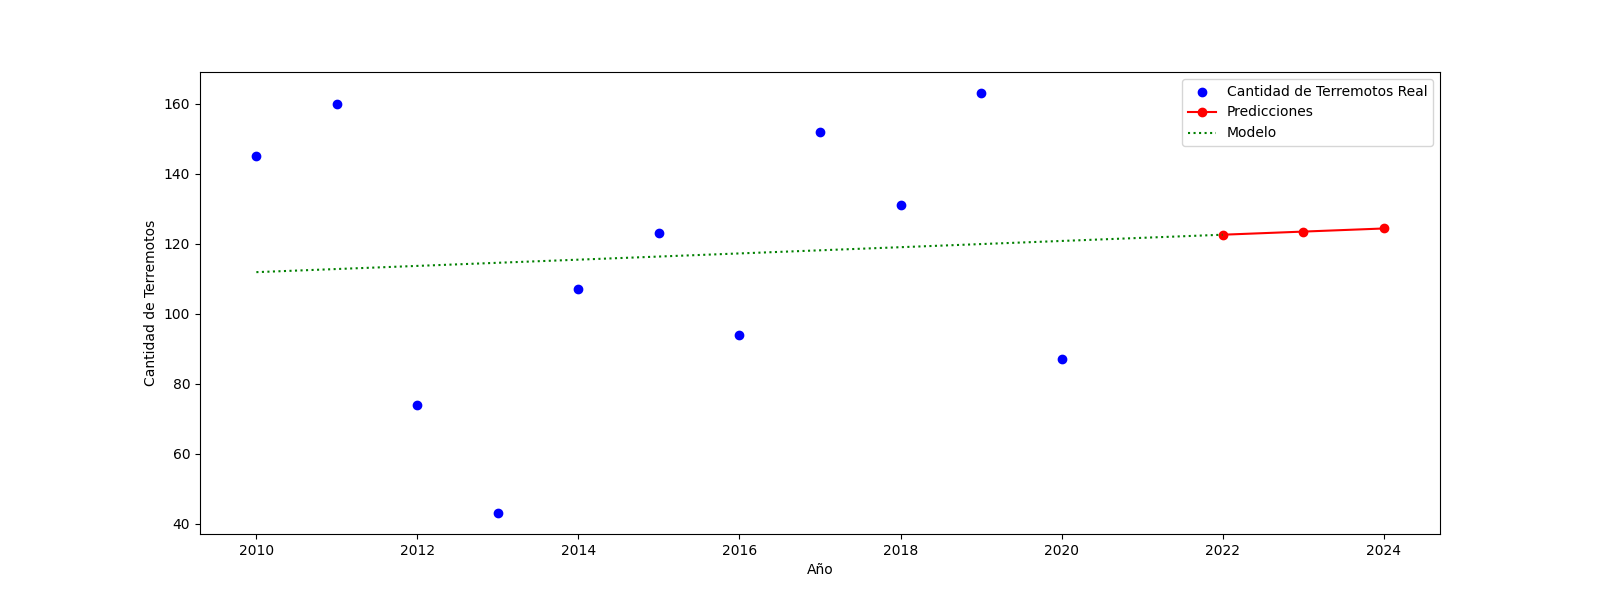 Cantidad de Terremotos Real
Predicciones
Modelo
160
140
120
100
80
60
40
Cantidad de Terremotos
2010 2012 2014 2016 2018 2020 2022 2024
Año